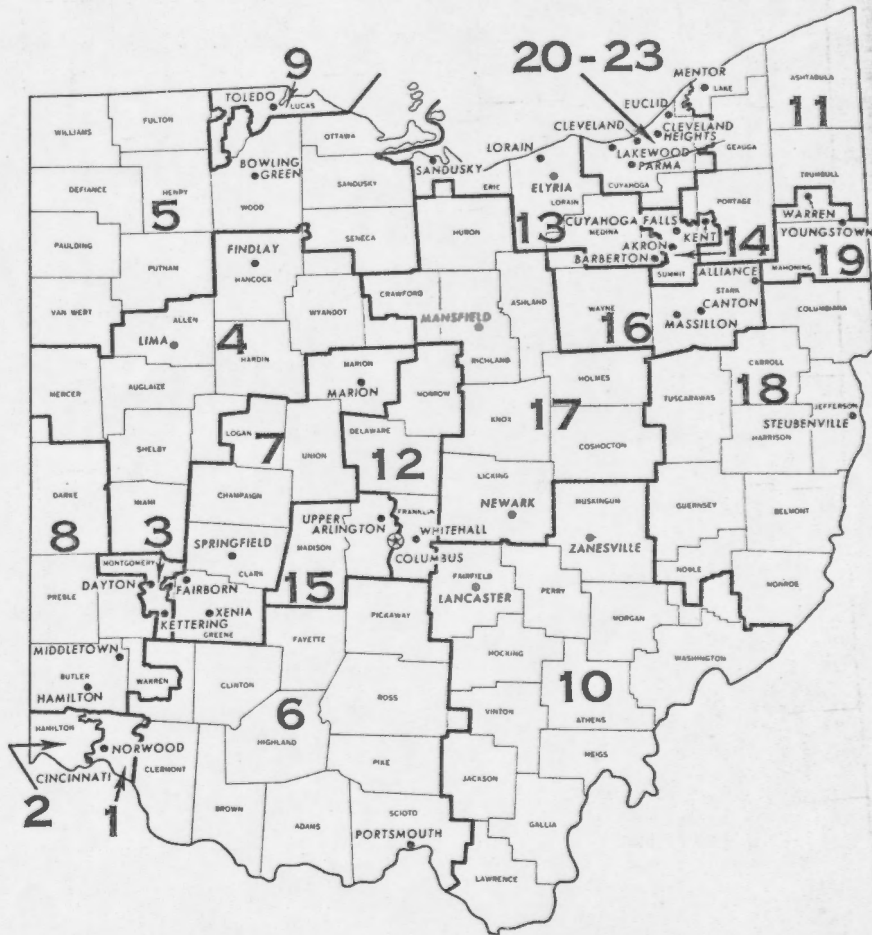 9
20-23
MENTOR
LAKE
ASHTABULA
TOLEDO
LUCAS
EUCLID
11
FULTON
WILLIAMS
CLEVELAND
CLEVELAND
HEIGHTS
OTTAWA
LORAIN
LAKEWOOD
GEAUGA
BOWLING
GREEN
SANDUSKY
PARMA
TRUMBULL
DEFIANCE
HENRY
ELYRIA
CUYAHOGA
5
WOOD
SANDUSKY
ERIE
LORAIN
PORTAGE
WARREN
13
CUYAHOGA FALLS
YOUNGSTOWN
PAULDING
SENECA
HURON
MEDINA
KENT
14
PUTNAM
FINDLAY
AKRON
19
HANCOCK
BARBERTON
MAHONING
SUMMIT
ALLIANCE
CRAWFORD
ASHLAND
STARK
VAN WERT
ALLEN
WYANDOT
WAYNE
CANTON
COLUMBIANA
MANSFIELD
16
MASSILLON
LIMA
4
HARDIN
RICHLAND
CARROLL
MARION
MARION
HOLMES
18
MERCER
AUGLAIZE
MORROW
TUSCARAWAS
JEFFERSON
LOGAN
KNOX
17
STEUBENVILLE
7
DELAWARE
HARRISON
SHELBY
UNION
COSHOCTON
12
LICKING
CHAMPAIGN
DARKE
MIAMI
MUSKINGUM
GUERNSEY
BELMONT
3
UPPER
ARLINGTON
FRANKLIN
NEWARK
8
SPRINGFIELD
WHITEHALL
ZANESVILLE
MONTGOMERY
MADISON
COLUMBUS
NOBLE
CLARK
DAYTON
FAIRBORN
15
FAIRFIELD
MONROE
PREBLE
LANCASTER
PERRY
XENIA
PICKAWAY
MORGAN
KETTERING
GREENE
FAYETTE
MIDDLETOWN
HOCKING
WASHINGTON
BUTLER
WARREN
CLINTON
10
HAMILTON
6
ROSS
VINTON
ATHENS
HAMILTON
HIGHLAND
NORWOOD
MEIGS
CINCINNATI
CLERMONT
PIKE
JACKSON
2
1
BROWN
ADAMS
SCIOTO
GALLIA
PORTSMOUTH
LAWRENCE